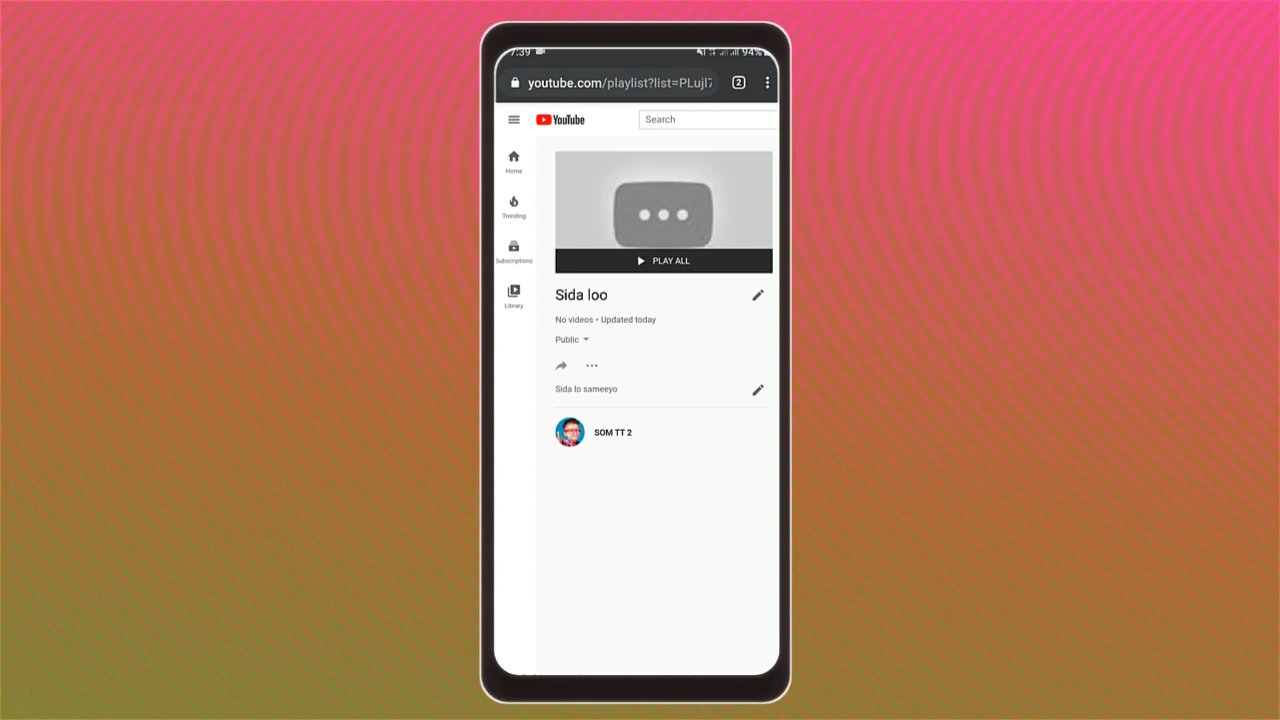 7:39 94%
youtube.com/playlist?list=PLujl7 2
YouTube Search
Home
Trending
Subscriptions
Library
PLAY ALL
Sida loo
No videos • Updated today
Public
Sida lo sameeyo
SOM TT 2